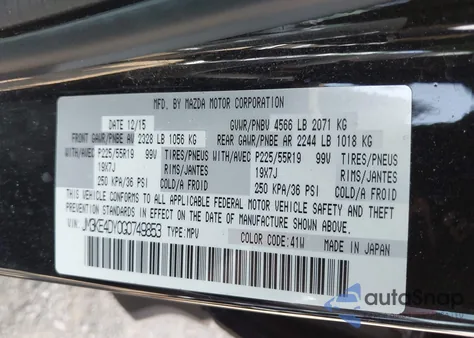 MFD. BY MAZDA MOTOR CORPORATION
DATE 12/15 GVWR/PNBV 4566 LB 2071 KG
FRONT GAWR/PNBE AV 2328 LB 1056 KG REAR GAWR/PNBE AR 2244 LB 1018 KG
WITH/AVEC P225/55R19 99V TIRES/PNEUS WITH/AVEC P225/55R19 99V TIRES/PNEUS
19X7J 19X7J
250 KPA/36 PSI COLD/A FROID 250 KPA/36 PSI COLD/A FROID
THIS VEHICLE CONFORMS TO ALL APPLICABLE FEDERAL MOTOR VEHICLE SAFETY AND THEFT
PREVENTION STANDARDS IN EFFECT ON THE DATE OF MANUFACTURE SHOWN ABOVE.
VIN: JM3KE4DY0G0749853 TYPE: MPV COLOR CODE: 41W MADE IN JAPAN
autoSnap